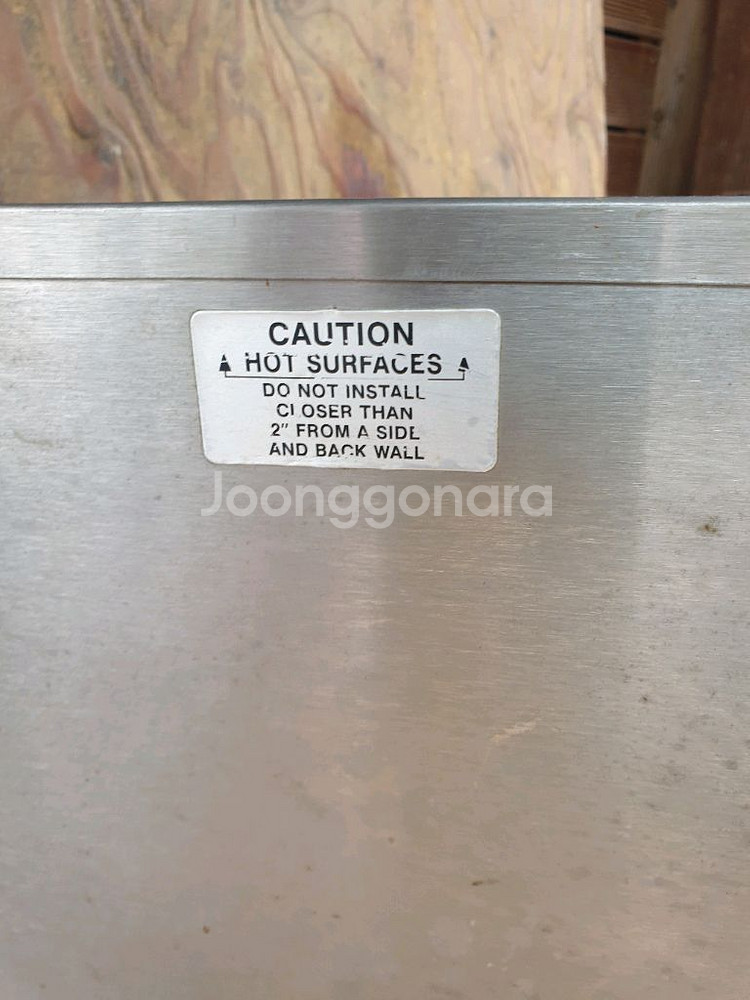 CAUTION
HOT SURFACES
DO NOT INSTALL
CLOSER THAN
2" FROM A SIDE
AND BACK WALL
Joonggonara